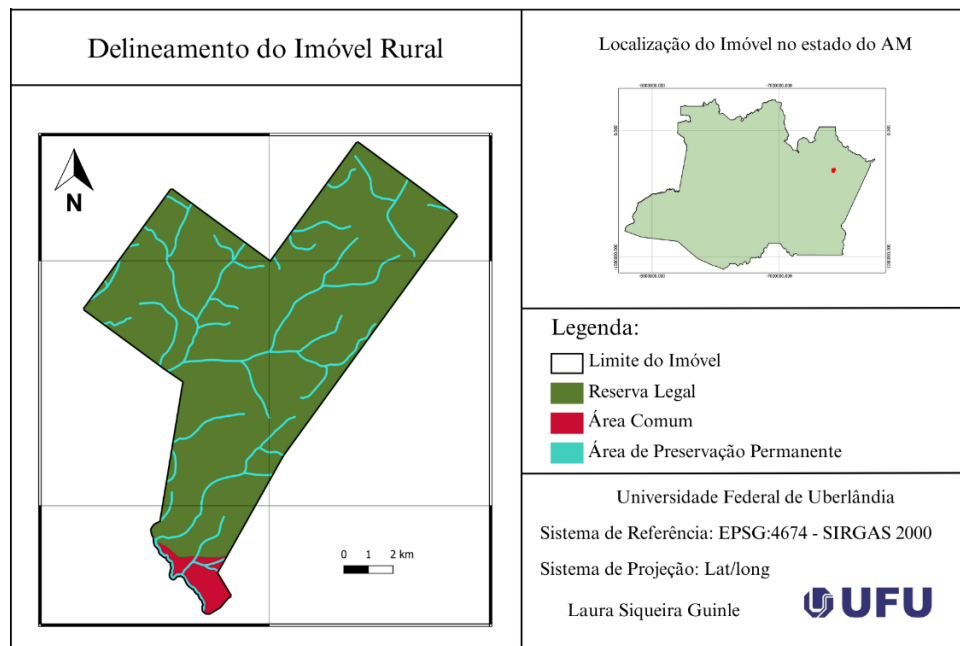 Delineamento do Imóvel Rural
N
0 1 2 km
Localização do Imóvel no estado do AM
Legenda:
Limite do Imóvel
Reserva Legal
Área Comum
Área de Preservação Permanente
Universidade Federal de Uberlândia
Sistema de Referência: EPSG:4674 - SIRGAS 2000
Sistema de Projeção: Lat/long
Laura Siqueira Guinle
UFU